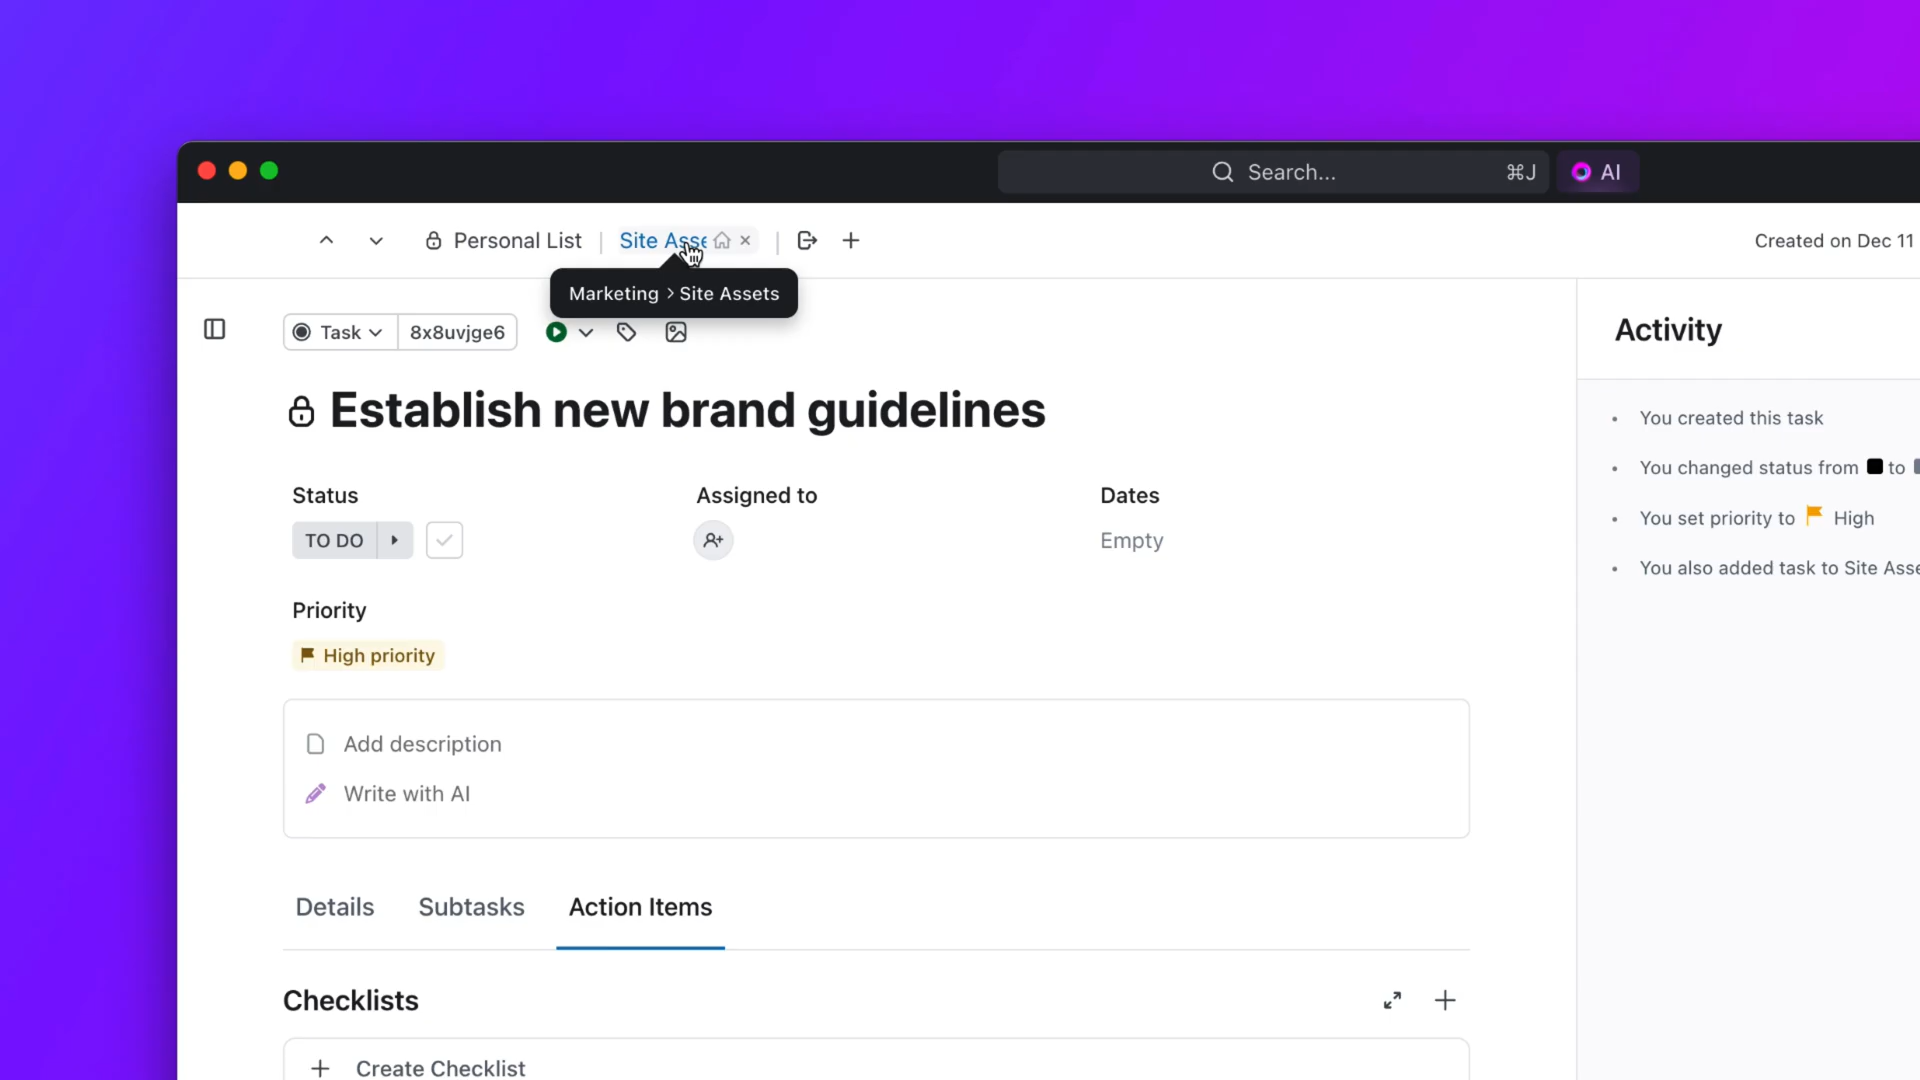 Search...
⌘J
AI
Personal List
Site Asse
Created on Dec 11
Marketing > Site Assets
Task
8x8uvjge6
Activity
Establish new brand guidelines
You created this task
You changed status from to
You set priority to High
You also added task to Site Asse
Status
Assigned to
Dates
TO DO
Empty
Priority
High priority
Add description
Write with AI
Details
Subtasks
Action Items
Checklists
Create Checklist